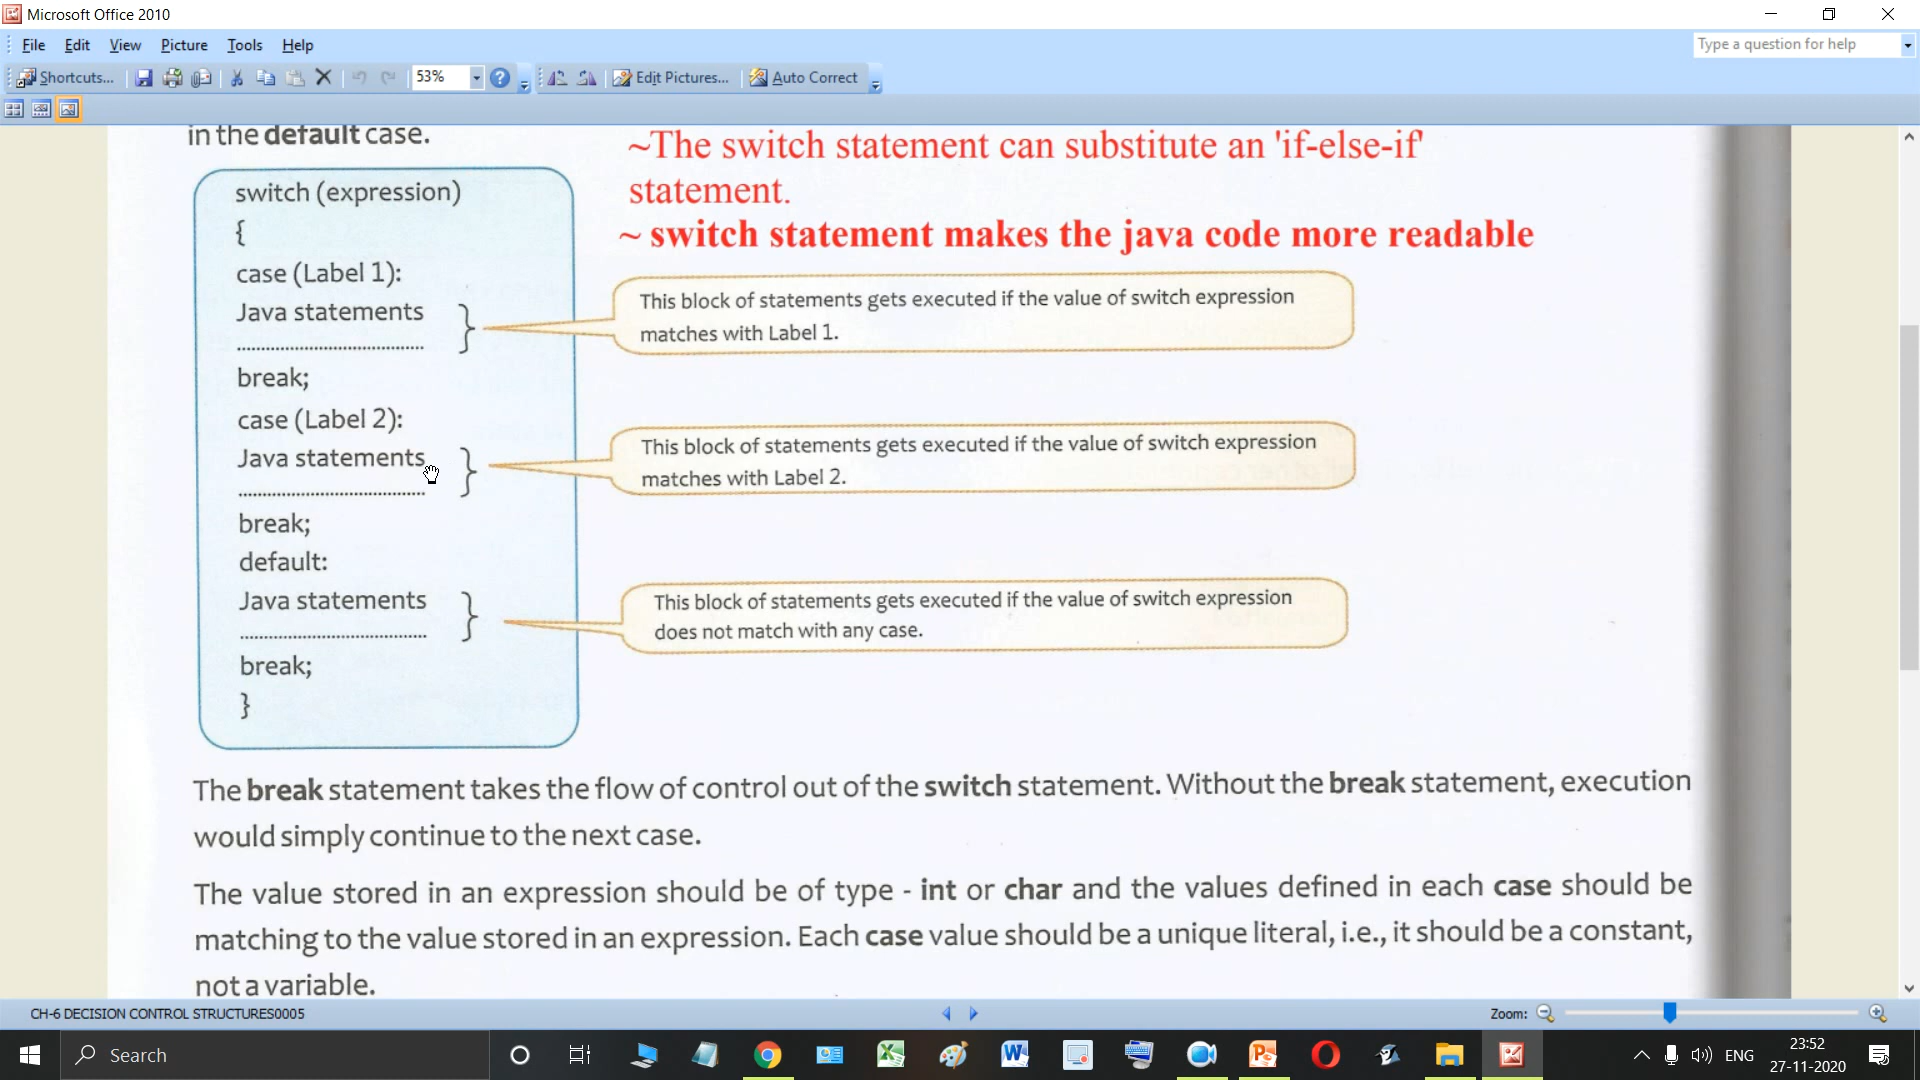 Microsoft Office 2010
File Edit View Picture Tools Help
Type a question for help
Shortcuts... 53% Edit Pictures... Auto Correct
in the default case.
~The switch statement can substitute an 'if-else-if'
statement.
~ switch statement makes the java code more readable
switch (expression)
{
case (Label 1):
Java statements
....................................
break;
case (Label 2):
Java statements
....................................
break;
default:
Java statements
....................................
break;
}
This block of statements gets executed if the value of switch expression
matches with Label 1.
This block of statements gets executed if the value of switch expression
matches with Label 2.
This block of statements gets executed if the value of switch expression
does not match with any case.
The break statement takes the flow of control out of the switch statement. Without the break statement, execution
would simply continue to the next case.
The value stored in an expression should be of type - int or char and the values defined in each case should be
matching to the value stored in an expression. Each case value should be a unique literal, i.e., it should be a constant,
not a variable.
CH-6 DECISION CONTROL STRUCTURES0005
Zoom:
Search
ENG
23:52
27-11-2020